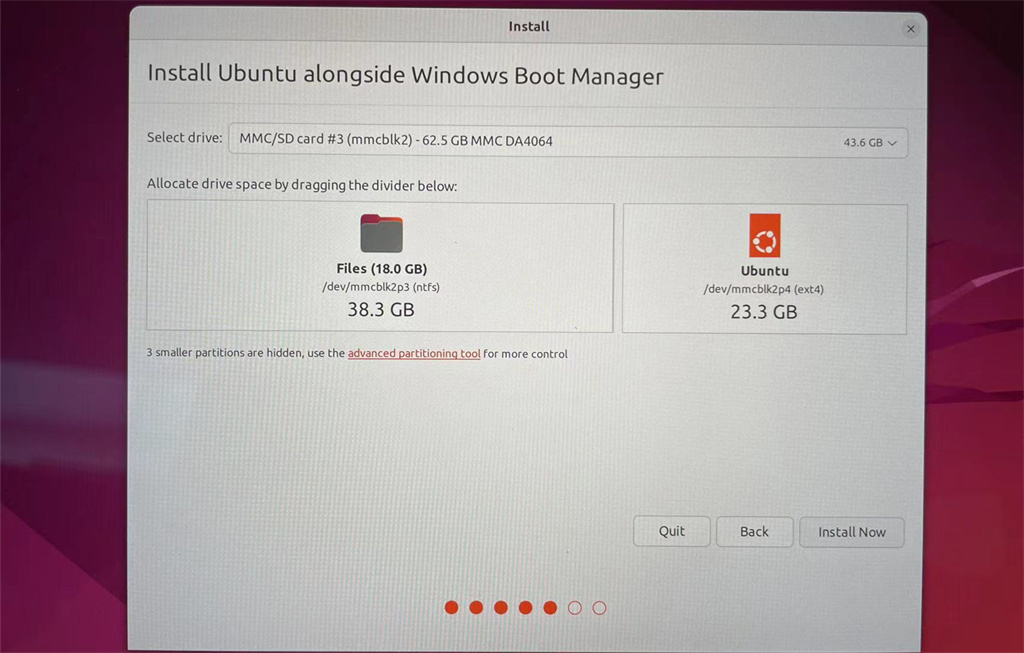 Install
Install Ubuntu alongside Windows Boot Manager
Select drive: MMC/SD card #3 (mmcblk2) - 62.5 GB MMC DA4064 43.6 GB
Allocate drive space by dragging the divider below:
Files (18.0 GB)
/dev/mmcblk2p3 (ntfs)
38.3 GB
Ubuntu
/dev/mmcblk2p4 (ext4)
23.3 GB
3 smaller partitions are hidden, use the advanced partitioning tool for more control
Quit Back Install Now